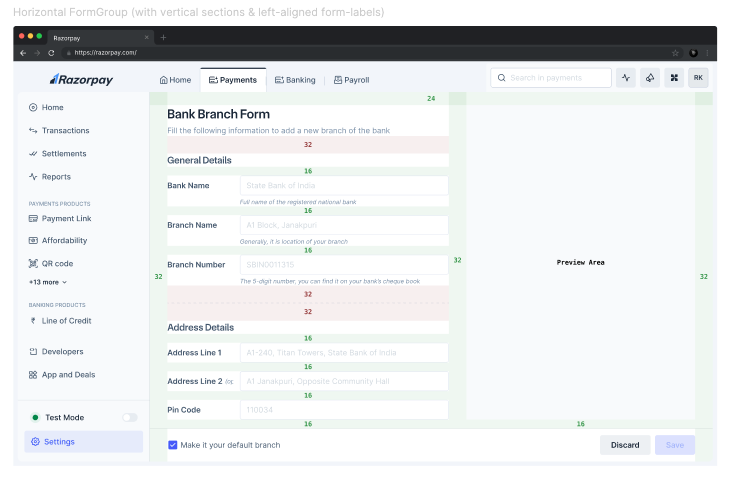 Horizontal FormGroup (with vertical sections & left-aligned form-labels)
Razorpay × +
https://razorpay.com/
Razorpay
Home
Payments
Banking
Payroll
Search in payments
RK
Home
Transactions
Settlements
Reports
PAYMENTS PRODUCTS
Payment Link
Affordability
QR code
+13 more
BANKING PRODUCTS
₹ Line of Credit
Developers
App and Deals
Test Mode
Settings
24
Bank Branch Form
Fill the following information to add a new branch of the bank
32
General Details
16
Bank Name
State Bank of India
Full name of the registered national bank
16
Branch Name
A1 Block, Janakpuri
Generally, it is location of your branch
16
Branch Number
SBIN0011315
The 5-digit number, you can find it on your bank's cheque book
32
32
32
32
Address Details
16
Address Line 1
A1-240, Titan Towers, State Bank of India
16
Address Line 2
A1 Janakpuri, Opposite Community Hall
16
Pin Code
110034
16
Preview Area
32
16
Make it your default branch
Discard
Save